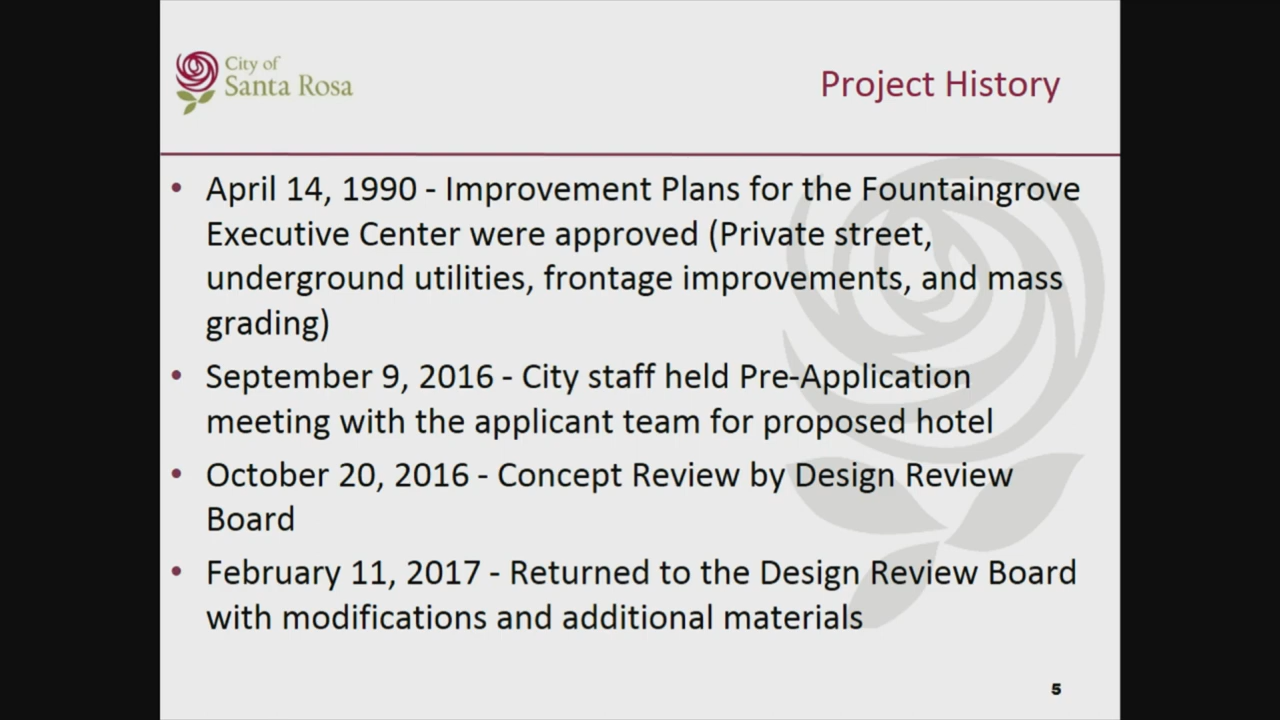 City of
Santa Rosa
Project History
• April 14, 1990 - Improvement Plans for the Fountaingrove
Executive Center were approved (Private street,
underground utilities, frontage improvements, and mass
grading)
• September 9, 2016 - City staff held Pre-Application
meeting with the applicant team for proposed hotel
• October 20, 2016 - Concept Review by Design Review
Board
• February 11, 2017 - Returned to the Design Review Board
with modifications and additional materials
5